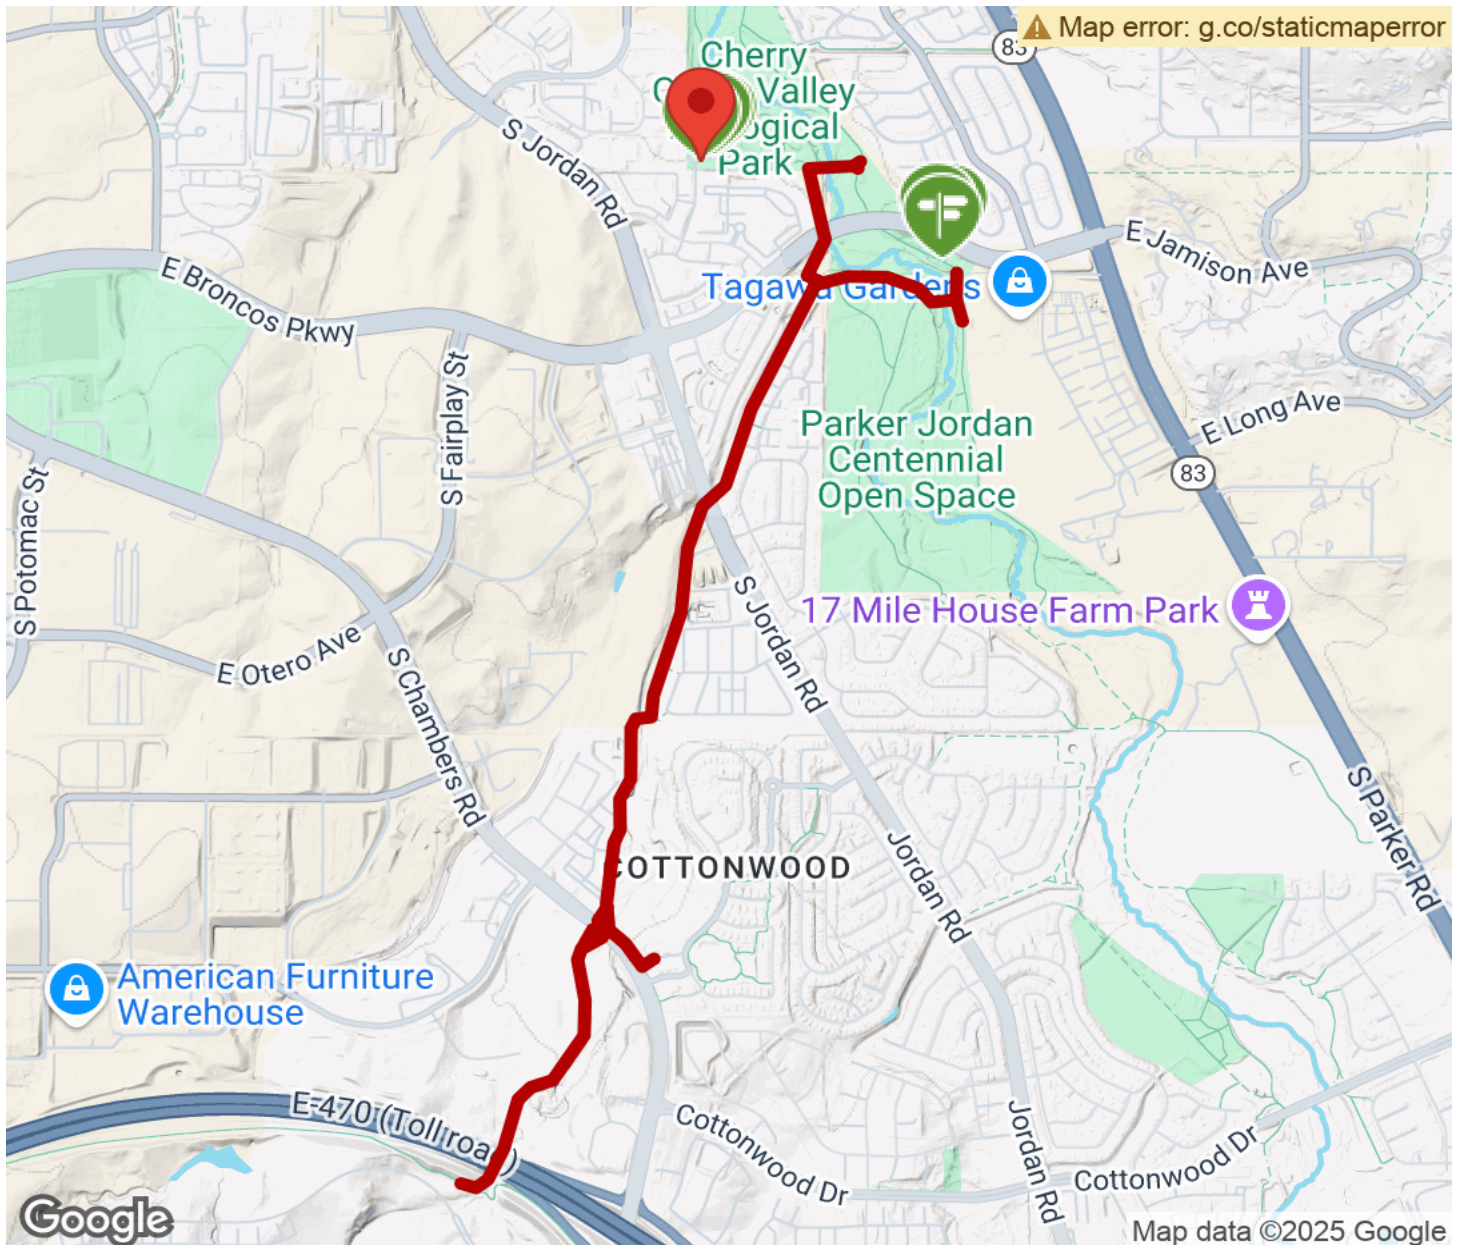 Map error: g.co/staticmaperror
83
Cherry
Valley
Park
S Jordan Rd
E Jamison Ave
E Broncos Pkwy
Tagawa Gardens
S Fairplay St
E Long Ave
Parker Jordan
Centennial
Open Space
83
S Potomac St
S Jordan Rd
17 Mile House Farm Park
E Otero Ave
S Chambers Rd
S Parker Rd
COTTONWOOD
Jordan Rd
American Furniture
Warehouse
E-470 (Toll road)
Cottonwood Dr
Jordan Rd
Cottonwood Dr
Google
Map data ©2025 Google